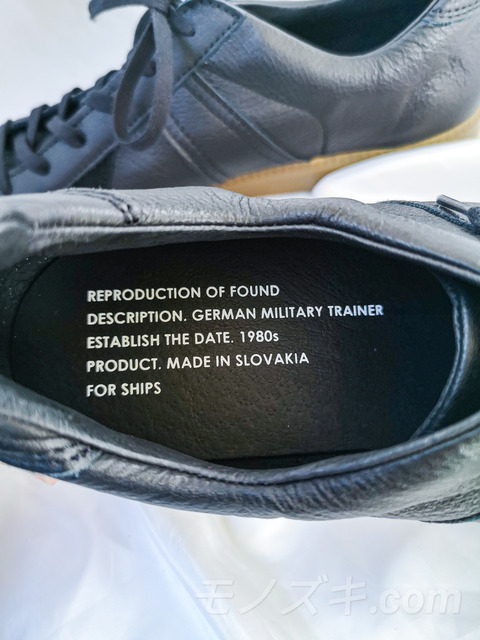 REPRODUCTION OF FOUND
DESCRIPTION. GERMAN MILITARY TRAINER
ESTABLISH THE DATE. 1980s
PRODUCT. MADE IN SLOVAKIA
FOR SHIPS
モノズキ.com